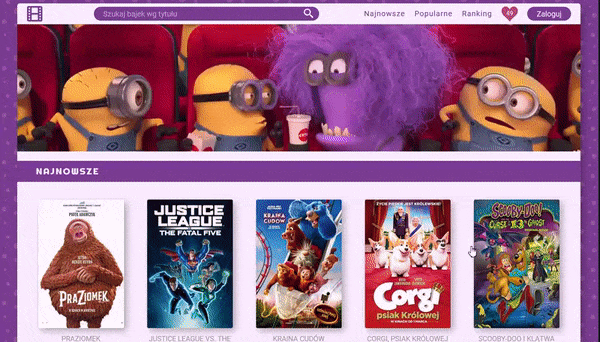 Szukaj bajek wg tytułu
Najnowsze Popularne Ranking 49 Zaloguj
NAJNOWSZE
PRAZIOMEK
JUSTICE LEAGUE
THE FATAL FIVE
KRAINA CUDÓW
ŻYCIE PIESKIE JEST KRÓLEWSKIE!
Corgi
psiak Królowej
SCOOBY-DOO!
CURSE OF THE 13th GHOST
PRAZIOMEK
JUSTICE LEAGUE VS. THE
KRAINA CUDÓW
CORGI, PSIAK KRÓLOWEJ
SCOOBY-DOO I KLĄTWA